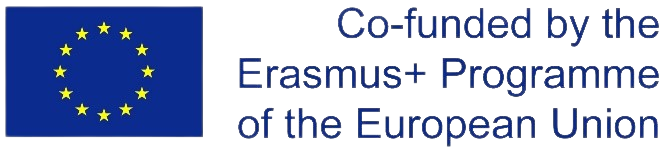 Co-funded by the
Erasmus+ Programme
of the European Union